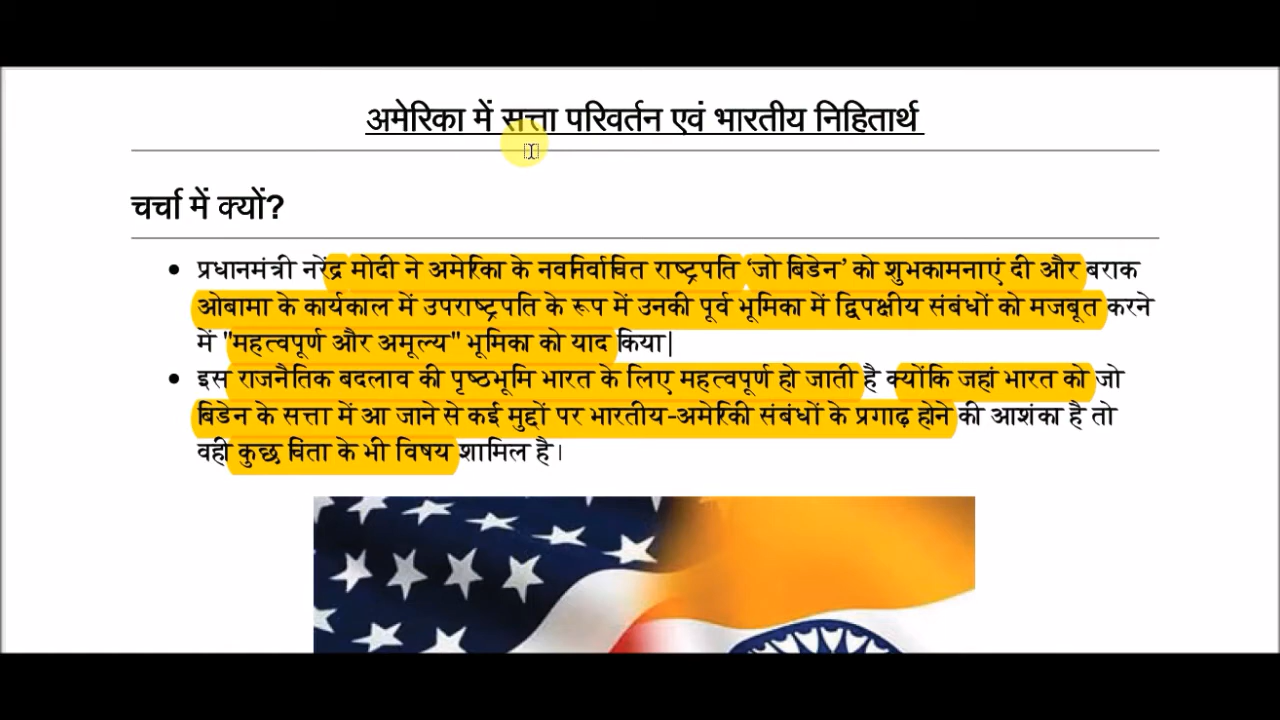 अमेरिका में सत्ता परिवर्तन एवं भारतीय निहितार्थ
चर्चा में क्यों?
• प्रधानमंत्री नरेंद्र मोदी ने अमेरिका के नवनिर्वाचित राष्ट्रपति ‘जो बिडेन’ को शुभकामनाएं दी और बराक
ओबामा के कार्यकाल में उपराष्ट्रपति के रूप में उनकी पूर्व भूमिका में द्विपक्षीय संबंधों को मजबूत करने
में "महत्वपूर्ण और अमूल्य" भूमिका को याद किया|
• इस राजनैतिक बदलाव की पृष्ठभूमि भारत के लिए महत्वपूर्ण हो जाती है क्योंकि जहां भारत को जो
बिडेन के सत्ता में आ जाने से कई मुद्दों पर भारतीय-अमेरिकी संबंधों के प्रगाढ़ होने की आशंका है तो
वही कुछ चिंता के भी विषय शामिल है।